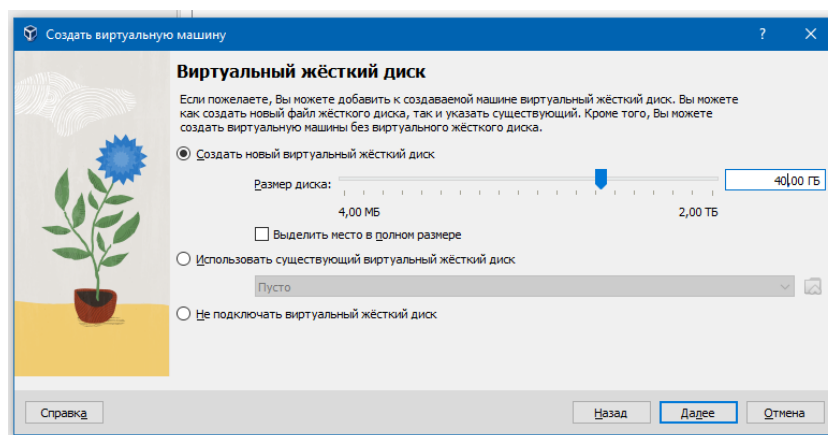 Создать виртуальную машину
?
Виртуальный жёсткий диск
Если пожелаете, Вы можете добавить к создаваемой машине виртуальный жёсткий диск. Вы можете
как создать новый файл жёсткого диска, так и указать существующий. Кроме того, Вы можете
создать виртуальную машины без виртуального жёсткого диска.
Создать новый виртуальный жёсткий диск
Размер диска:
40,00 ГБ
4,00 МБ 2,00 ТБ
Выделить место в полном размере
Использовать существующий виртуальный жёсткий диск
Пусто
Не подключать виртуальный жёсткий диск
Справка Назад Далее Отмена